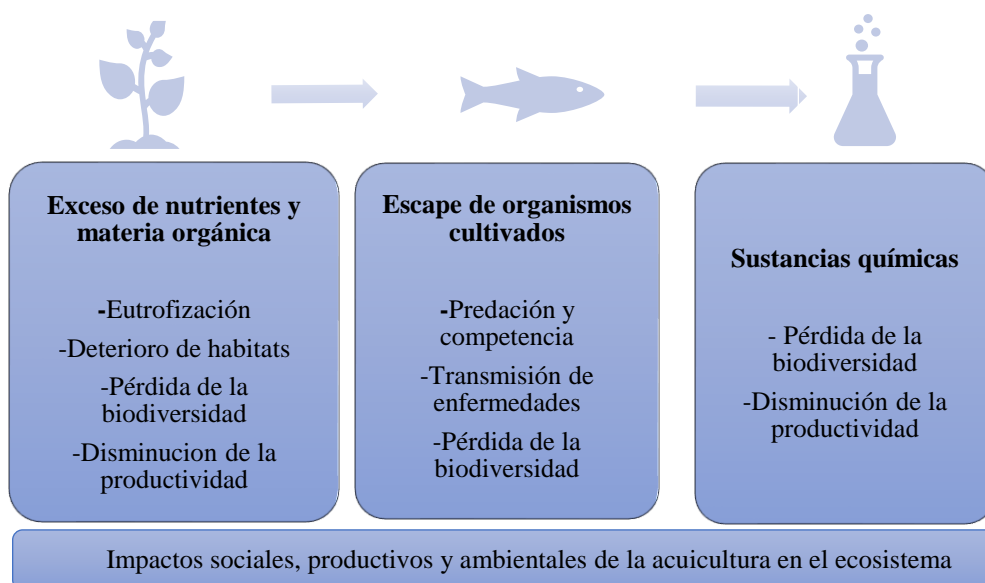 Exceso de nutrientes y
materia orgánica
-Eutrofización
-Deterioro de habitats
-Pérdida de la
biodiversidad
-Disminucion de la
productividad
Escape de organismos
cultivados
-Predación y
competencia
-Transmisión de
enfermedades
-Pérdida de la
biodiversidad
Sustancias químicas
- Pérdida de la
biodiversidad
-Disminución de la
productividad
Impactos sociales, productivos y ambientales de la acuicultura en el ecosistema